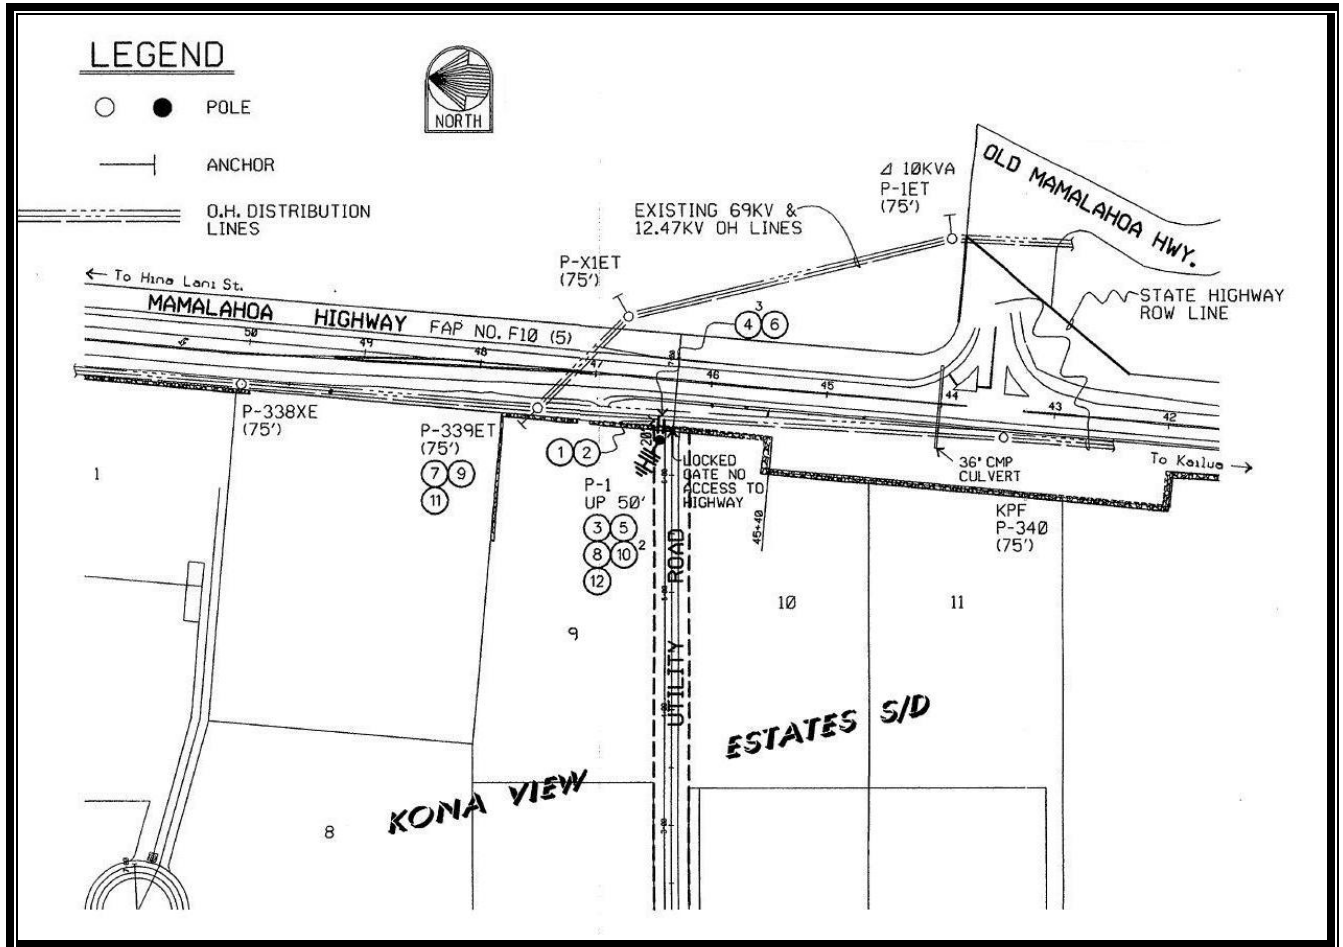 LEGEND
POLE
ANCHOR
O.H. DISTRIBUTION
LINES
NORTH
Δ 10KVA
P-1ET
(75')
OLD MAMALAHOA HWY.
EXISTING 69KV &
12.47KV OH LINES
P-X1ET
(75')
STATE HIGHWAY
ROW LINE
← To Hina Lani St.
MAMALAHOA HIGHWAY FAP NO. F10 (5)
3
4 6
50
49
48
47
46
45
44
43
42
P-338XE
(75')
P-339ET
(75')
7 9
11
1 2
20'
P-1
UP 50'
3 5
8 10 2
12
LOCKED
GATE NO
ACCESS TO
HIGHWAY
45+40
36" CMP
CULVERT
To Kailua →
KPF
P-340
(75')
1
9
10
11
8
UTILITY ROAD
KONA VIEW
ESTATES S/D